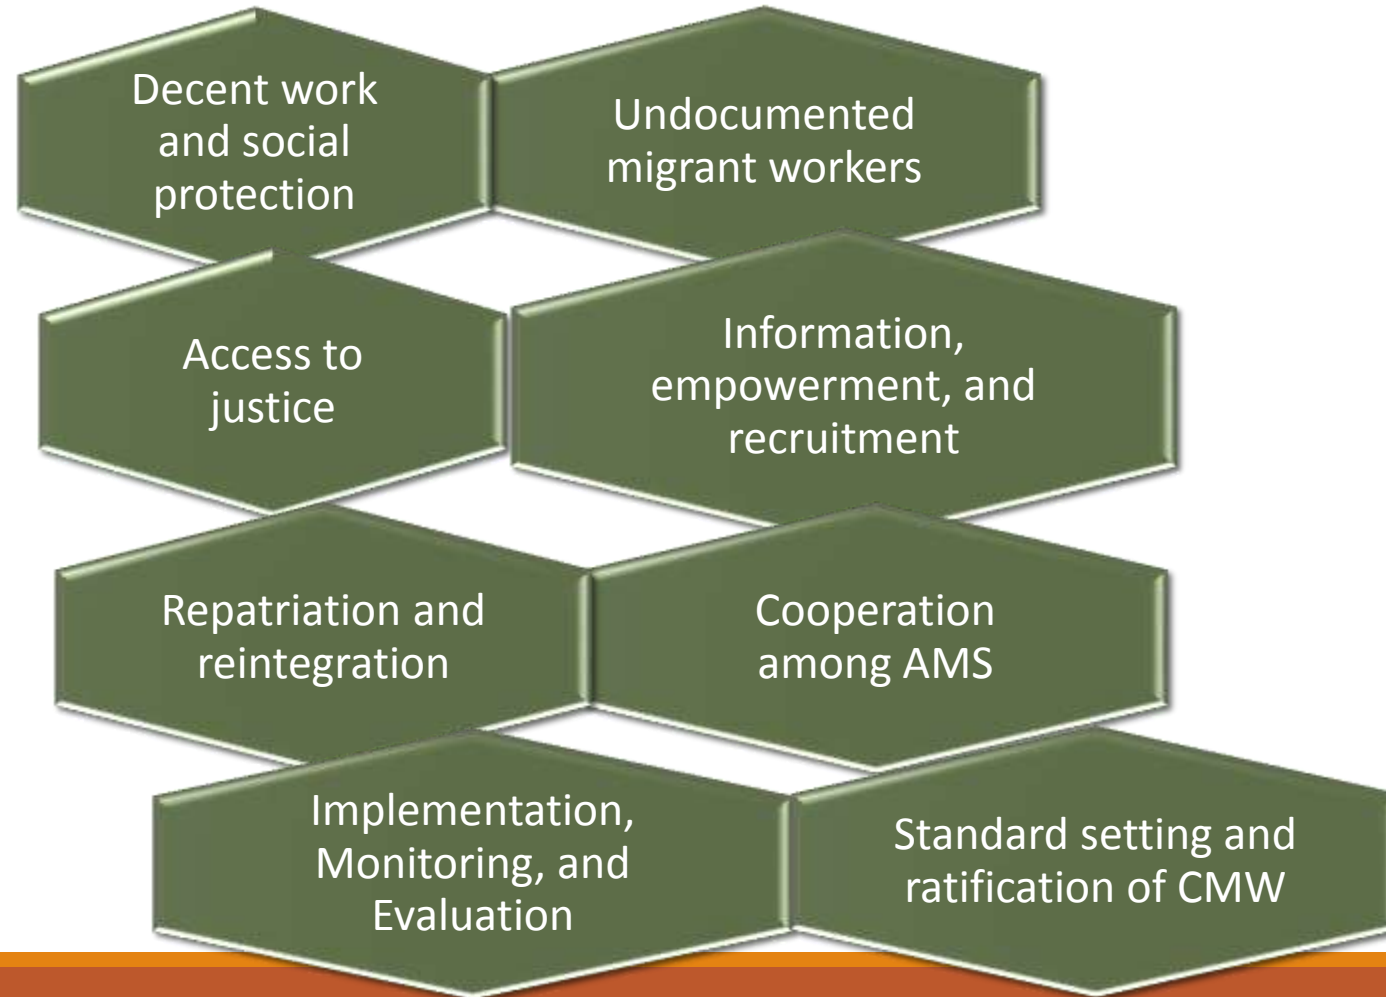 Decent work
and social
protection
Undocumented
migrant workers
Access to
justice
Information,
empowerment, and
recruitment
Repatriation and
reintegration
Cooperation
among AMS
Implementation,
Monitoring, and
Evaluation
Standard setting and
ratification of CMW